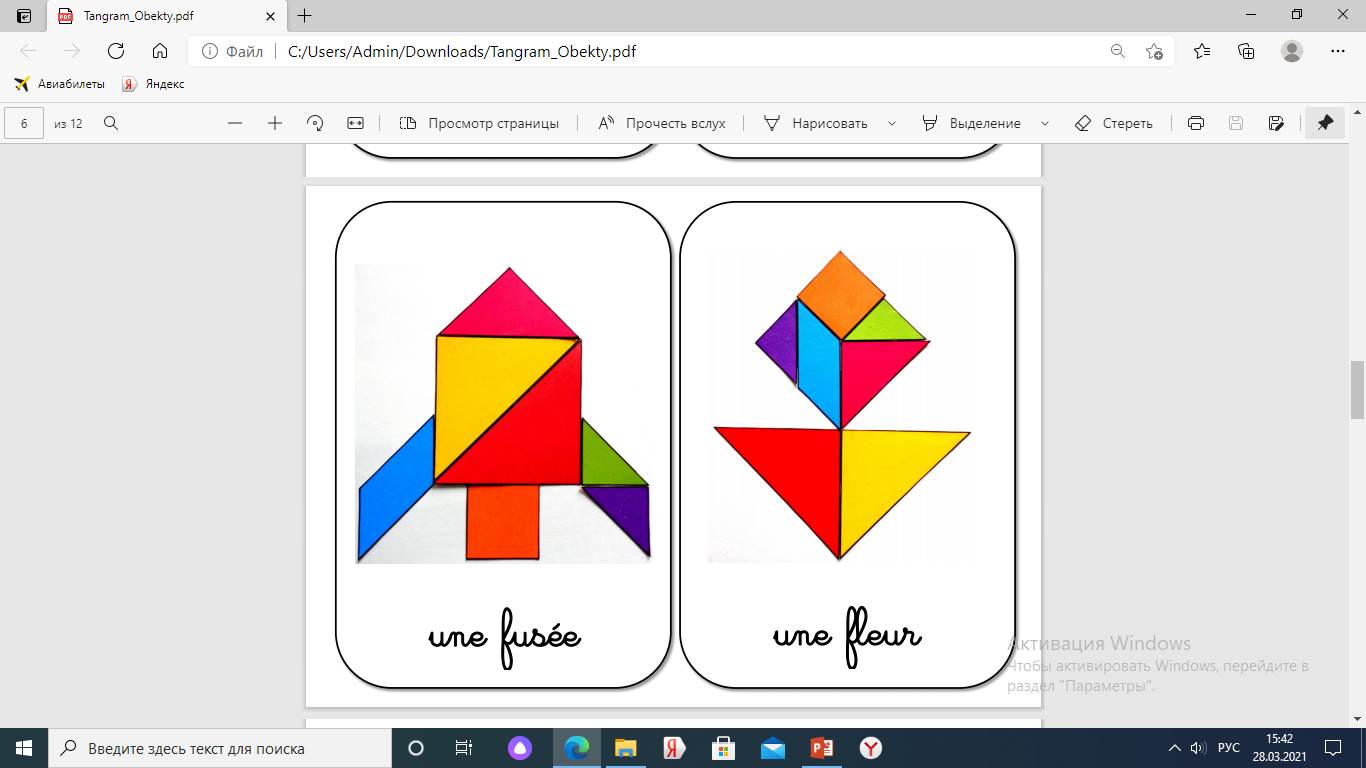 Tangram_Obekty.pdf
Файл
C:/Users/Admin/Downloads/Tangram_Obekty.pdf
Авиабилеты
Яндекс
6 из 12
Просмотр страницы
Прочесть вслух
Нарисовать
Выделение
Стереть
une fusée
une fleur
Активация Windows
Чтобы активировать Windows, перейдите в
раздел "Параметры".
Введите здесь текст для поиска
РУС
15:42
28.03.2021